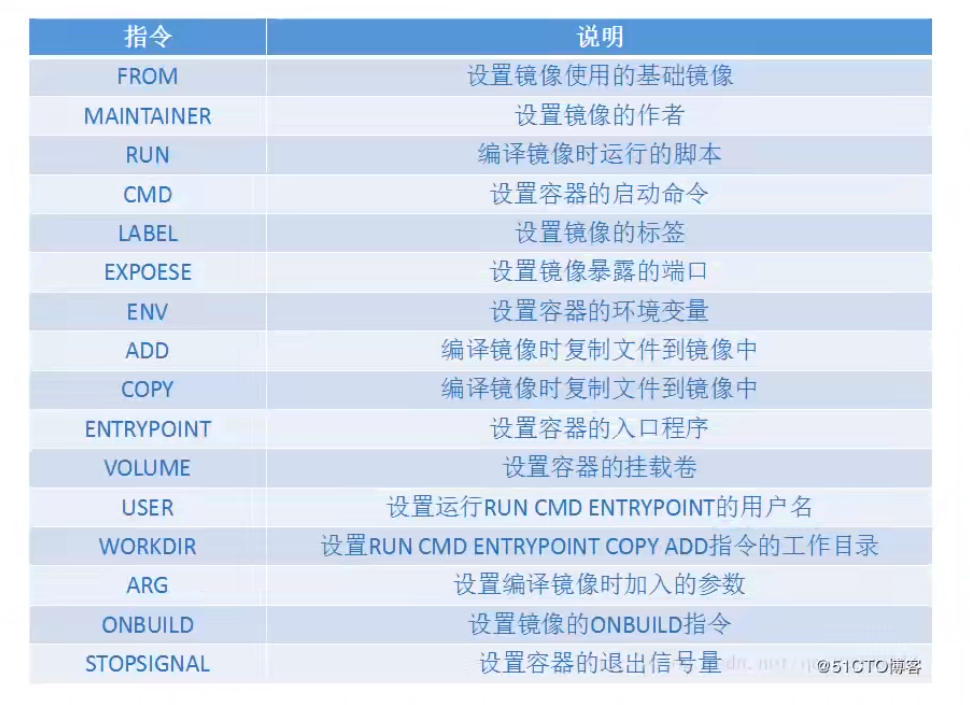 指令 说明
FROM 设置镜像使用的基础镜像
MAINTAINER 设置镜像的作者
RUN 编译镜像时运行的脚本
CMD 设置容器的启动命令
LABEL 设置镜像的标签
EXPOESE 设置镜像暴露的端口
ENV 设置容器的环境变量
ADD 编译镜像时复制文件到镜像中
COPY 编译镜像时复制文件到镜像中
ENTRYPOINT 设置容器的入口程序
VOLUME 设置容器的挂载卷
USER 设置运行RUN CMD ENTRYPOINT的用户名
WORKDIR 设置RUN CMD ENTRYPOINT COPY ADD指令的工作目录
ARG 设置编译镜像时加入的参数
ONBUILD 设置镜像的ONBUILD指令
STOPSIGNAL 设置容器的退出信号量
@51CTO博客